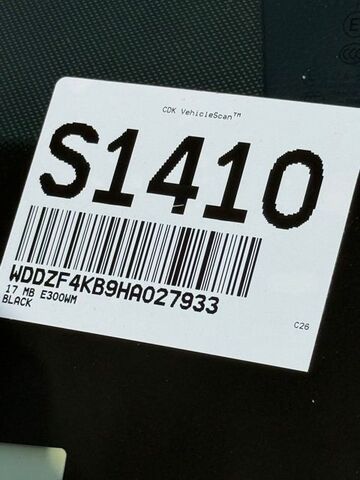 CDK VehicleScan™
S1410
WDDZF4KB9HA027933
17 MB E300WM
BLACK
C26